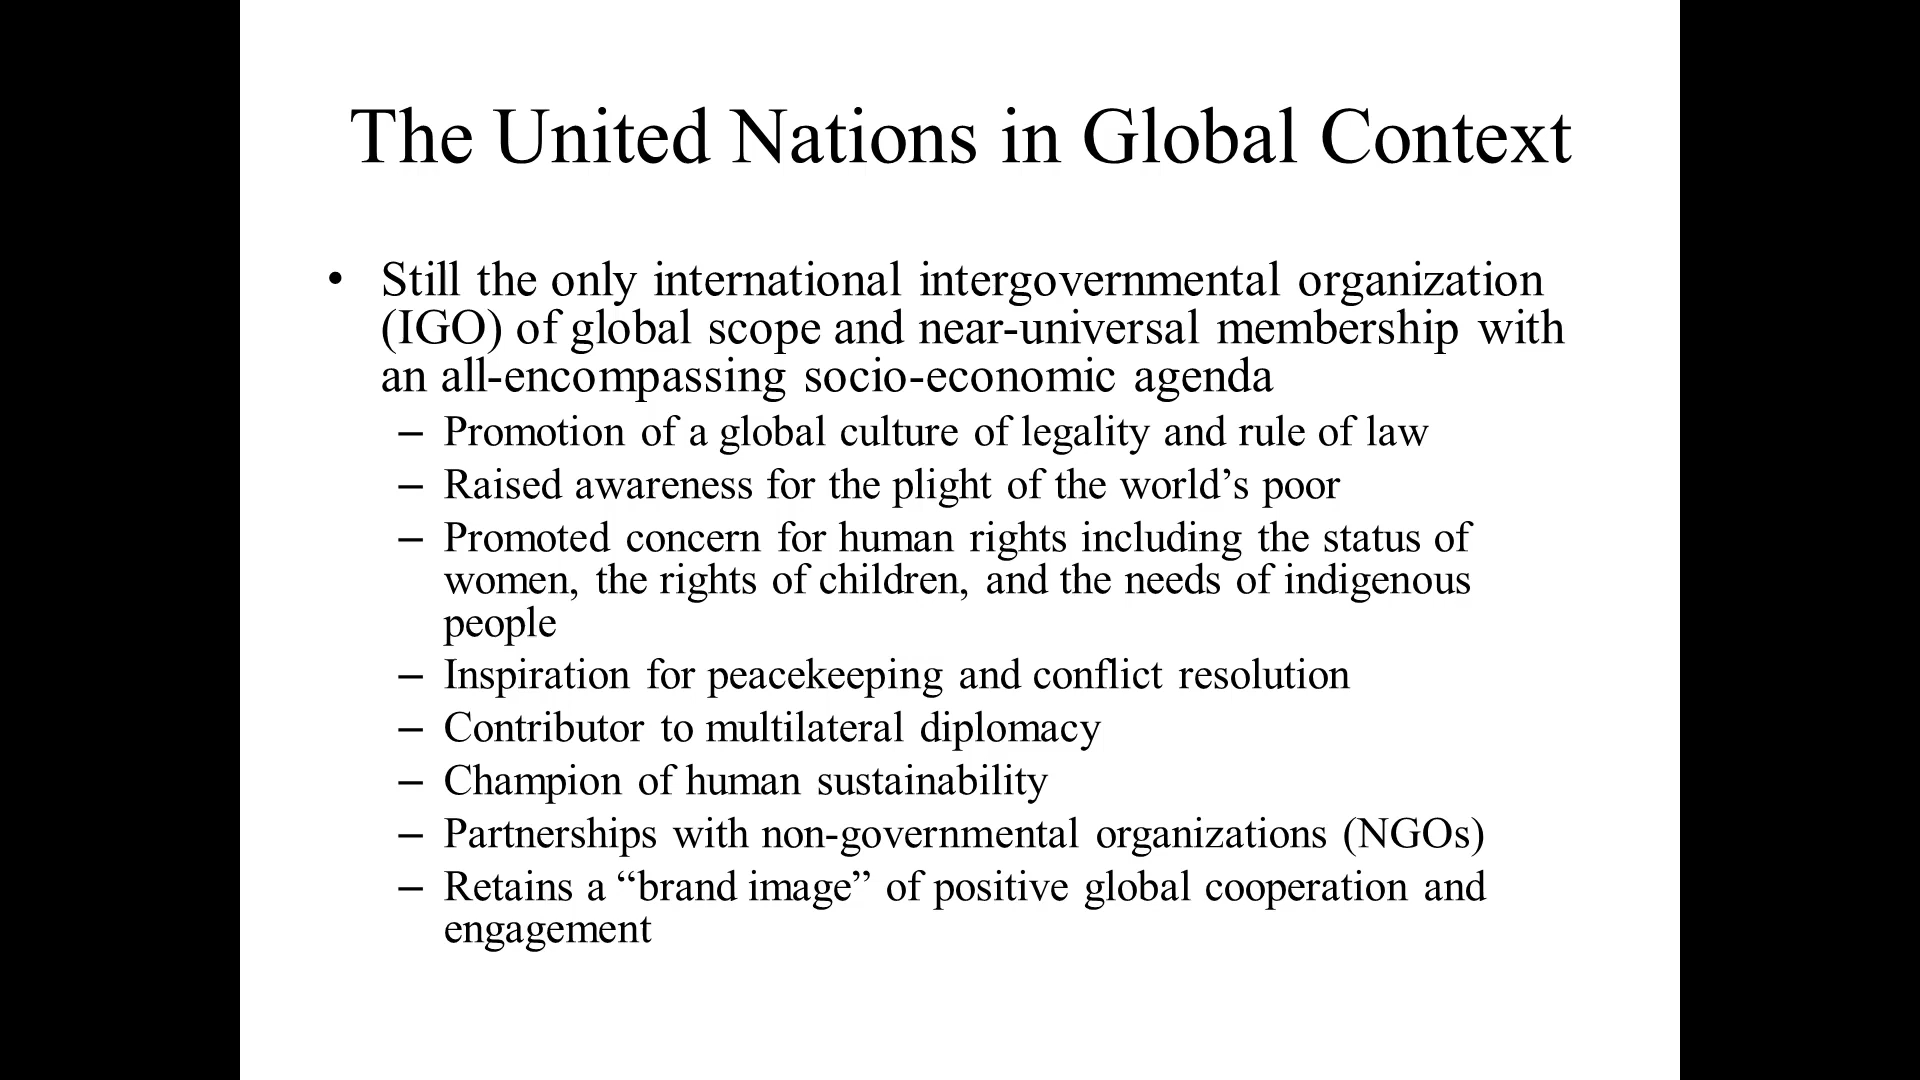 The United Nations in Global Context
• Still the only international intergovernmental organization
(IGO) of global scope and near-universal membership with
an all-encompassing socio-economic agenda
– Promotion of a global culture of legality and rule of law
– Raised awareness for the plight of the world’s poor
– Promoted concern for human rights including the status of
women, the rights of children, and the needs of indigenous
people
– Inspiration for peacekeeping and conflict resolution
– Contributor to multilateral diplomacy
– Champion of human sustainability
– Partnerships with non-governmental organizations (NGOs)
– Retains a “brand image” of positive global cooperation and
engagement